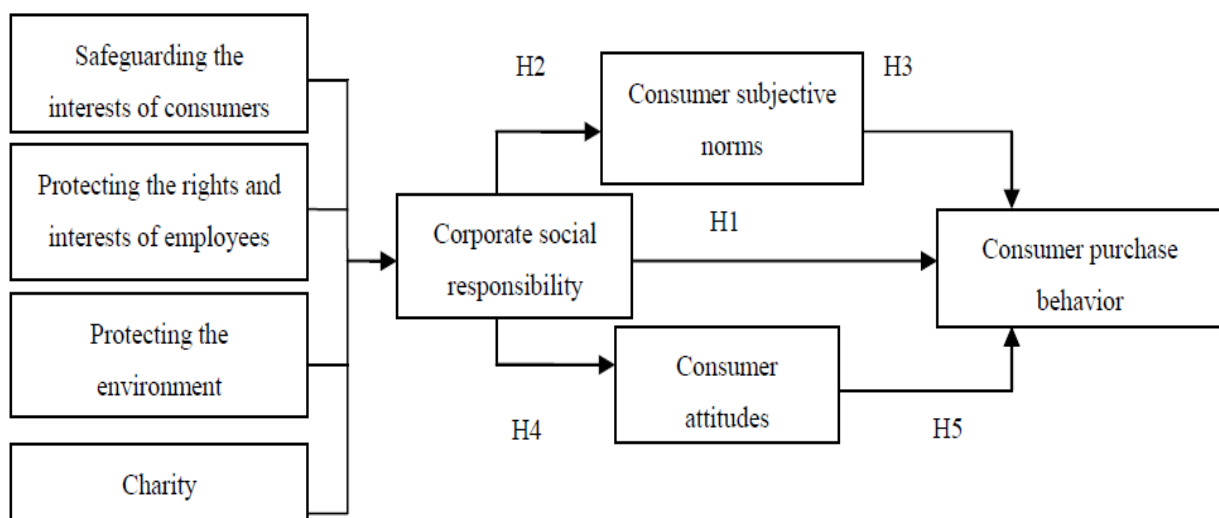 Safeguarding the
interests of consumers
Protecting the rights and
interests of employees
Protecting the
environment
Charity
Corporate social
responsibility
H2
Consumer subjective
norms
H3
H1
Consumer purchase
behavior
Consumer
attitudes
H4
H5